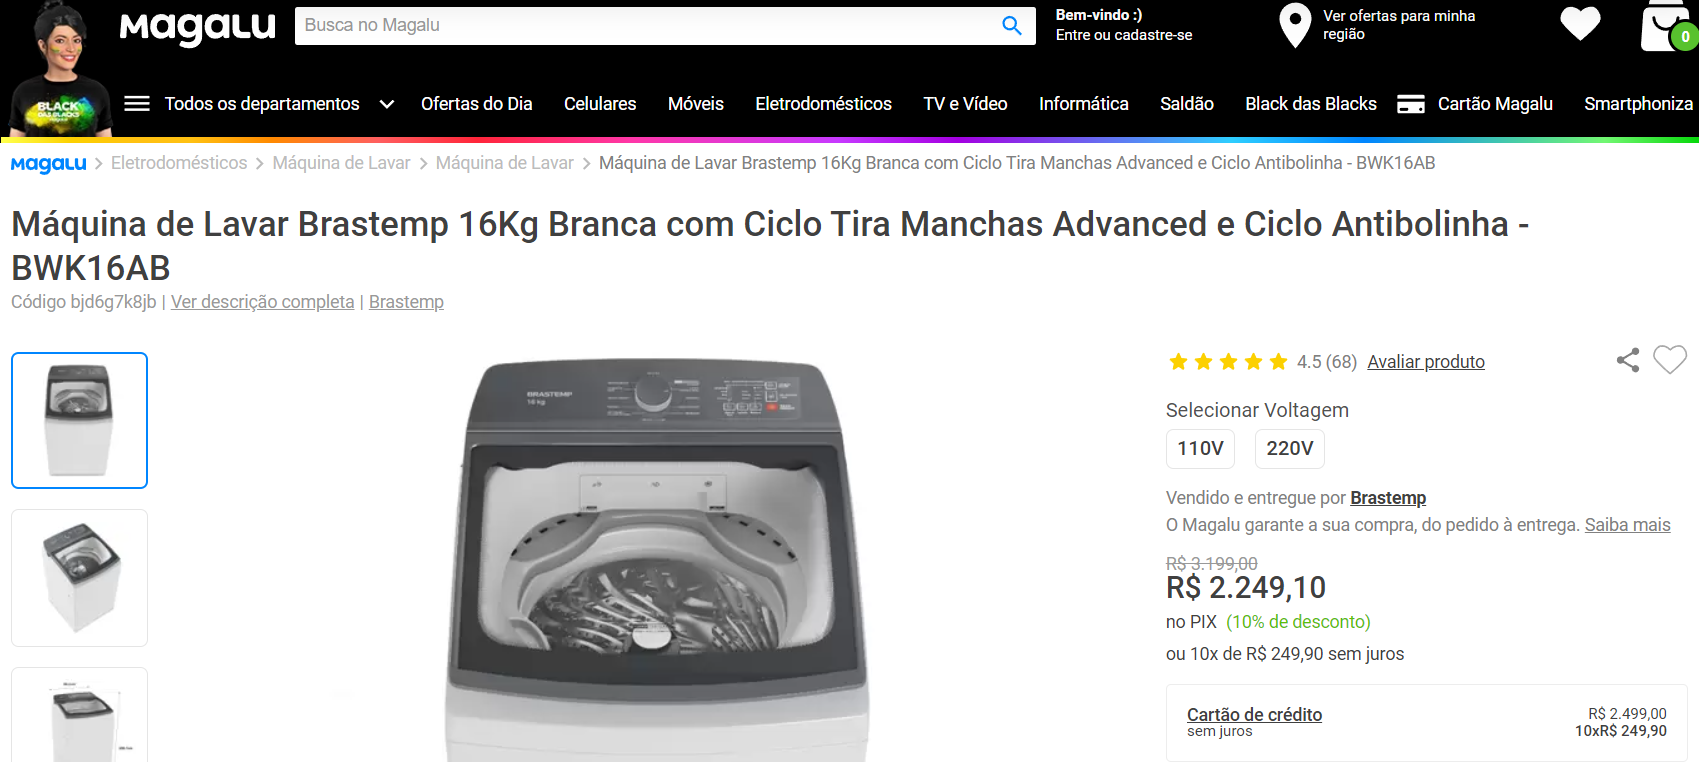 magalu
Busca no Magalu
Bem-vindo :)
Entre ou cadastre-se
Ver ofertas para minha
região
0
BLACK
DAS BLACKS
Todos os departamentos
Ofertas do Dia
Celulares
Móveis
Eletrodomésticos
TV e Vídeo
Informática
Saldão
Black das Blacks
Cartão Magalu
Smartphoniza
magalu > Eletrodomésticos > Máquina de Lavar > Máquina de Lavar > Máquina de Lavar Brastemp 16Kg Branca com Ciclo Tira Manchas Advanced e Ciclo Antibolinha - BWK16AB
Máquina de Lavar Brastemp 16Kg Branca com Ciclo Tira Manchas Advanced e Ciclo Antibolinha -
BWK16AB
Código bjd6g7k8jb | Ver descrição completa | Brastemp
BRASTEMP
16 kg
4.5 (68) Avaliar produto
Selecionar Voltagem
110V
220V
Vendido e entregue por Brastemp
O Magalu garante a sua compra, do pedido à entrega. Saiba mais
R$ 3.199,00
R$ 2.249,10
no PIX (10% de desconto)
ou 10x de R$ 249,90 sem juros
Cartão de crédito
sem juros
R$ 2.499,00
10xR$ 249,90